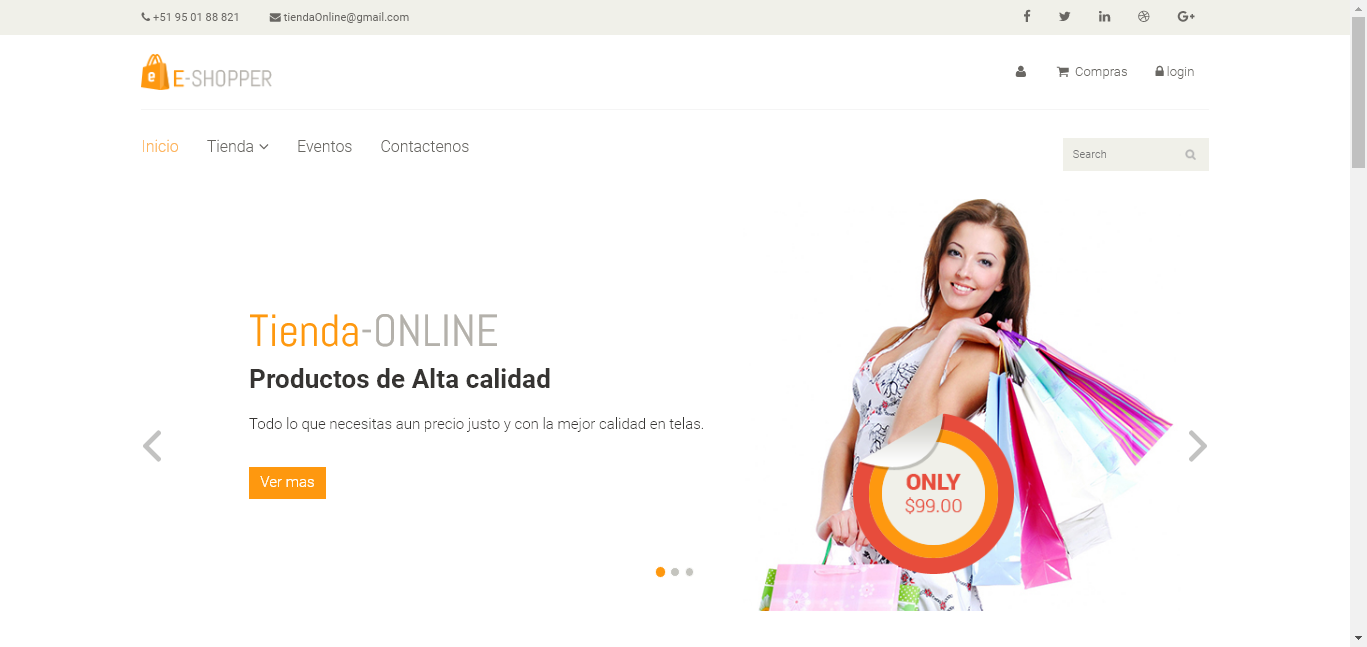 +51 95 01 88 821 tiendaOnline@gmail.com
e E-SHOPPER
Compras login
Inicio Tienda Eventos Contactenos
Search
Tienda-ONLINE
Productos de Alta calidad
Todo lo que necesitas aun precio justo y con la mejor calidad en telas.
Ver mas
ONLY
$99.00